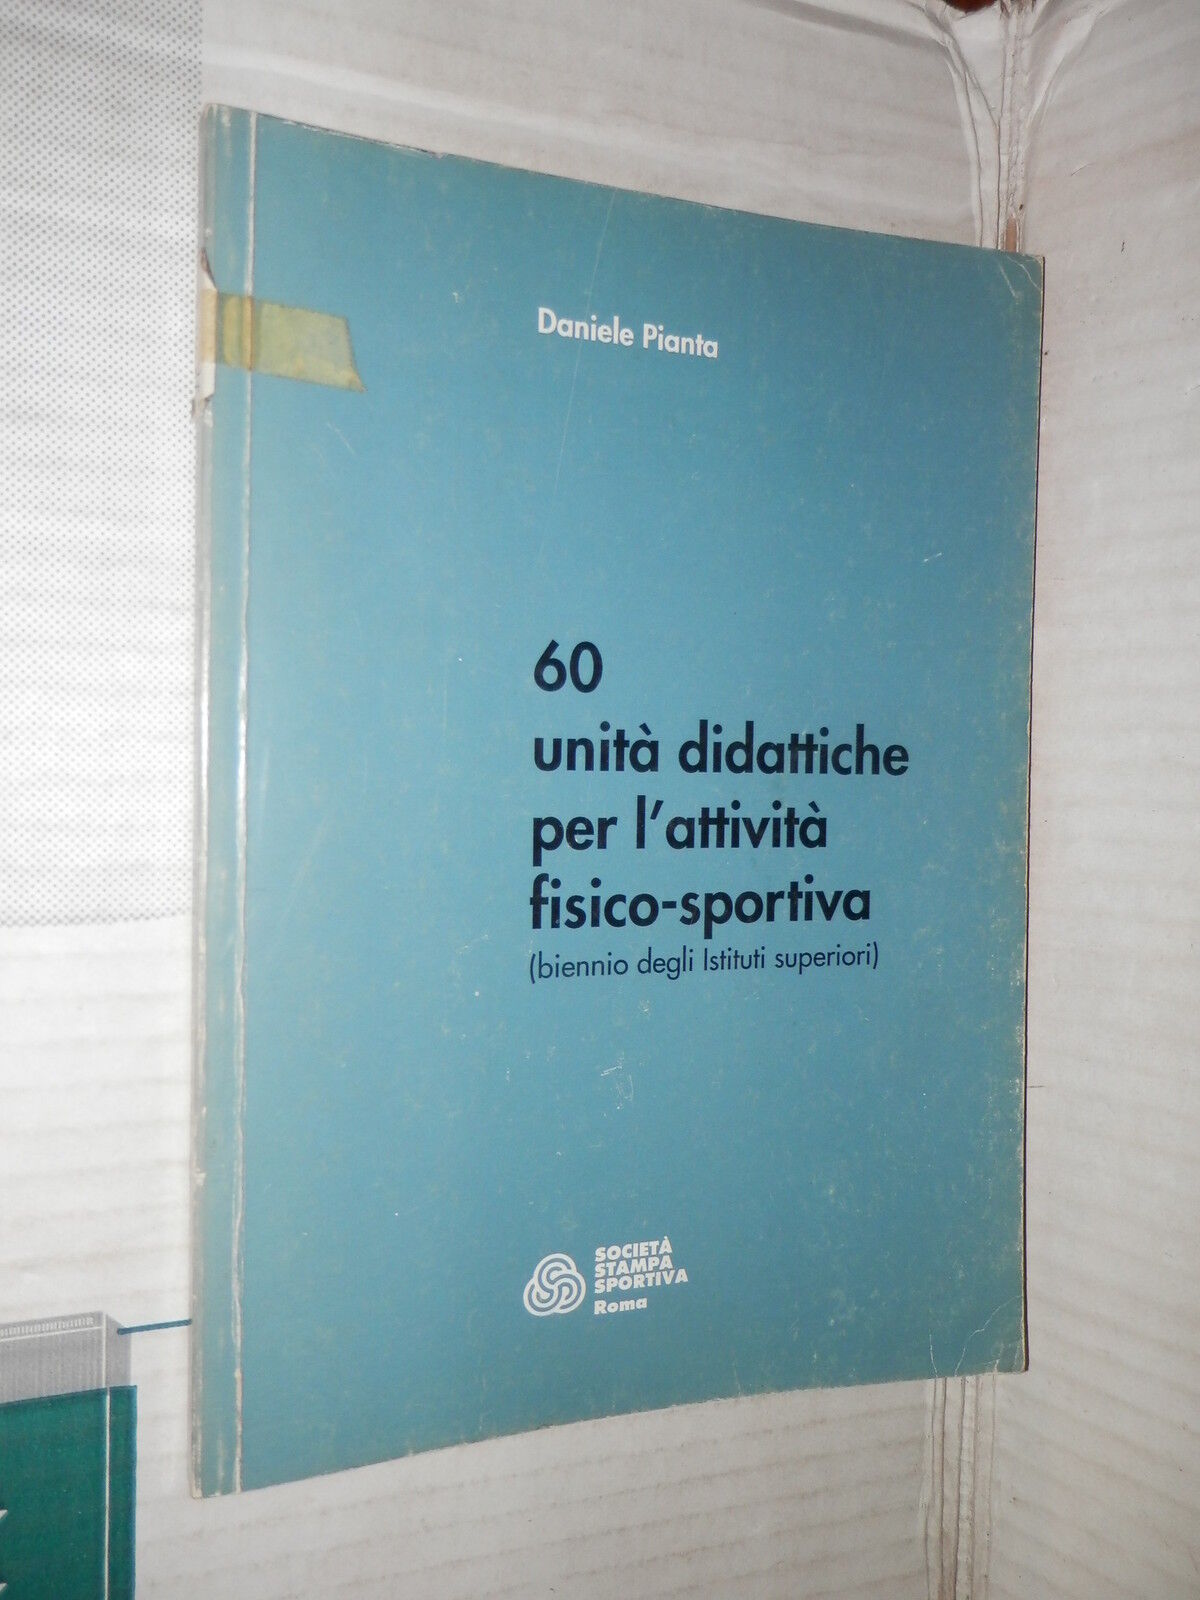 Daniele Pianta
60
unità didattiche
per l'attività
fisico-sportiva
(biennio degli Istituti superiori)
SOCIETÀ
STAMPA
SPORTIVA
Roma